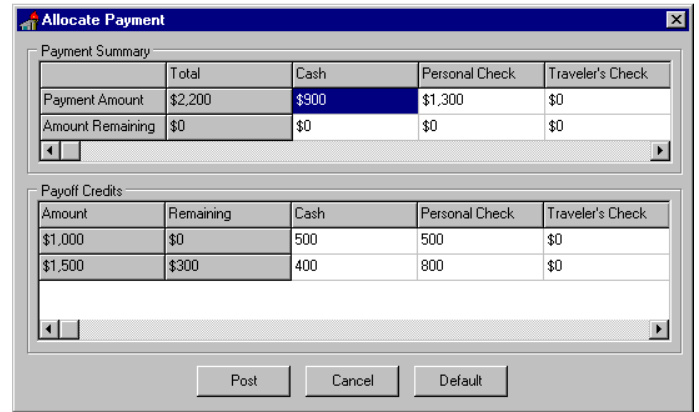 Allocate Payment
Payment Summary
Total Cash Personal Check Traveler's Check
Payment Amount $2,200 $900 $1,300 $0
Amount Remaining $0 $0 $0 $0
Payoff Credits
Amount Remaining Cash Personal Check Traveler's Check
$1,000 $0 500 500 $0
$1,500 $300 400 800 $0
Post Cancel Default